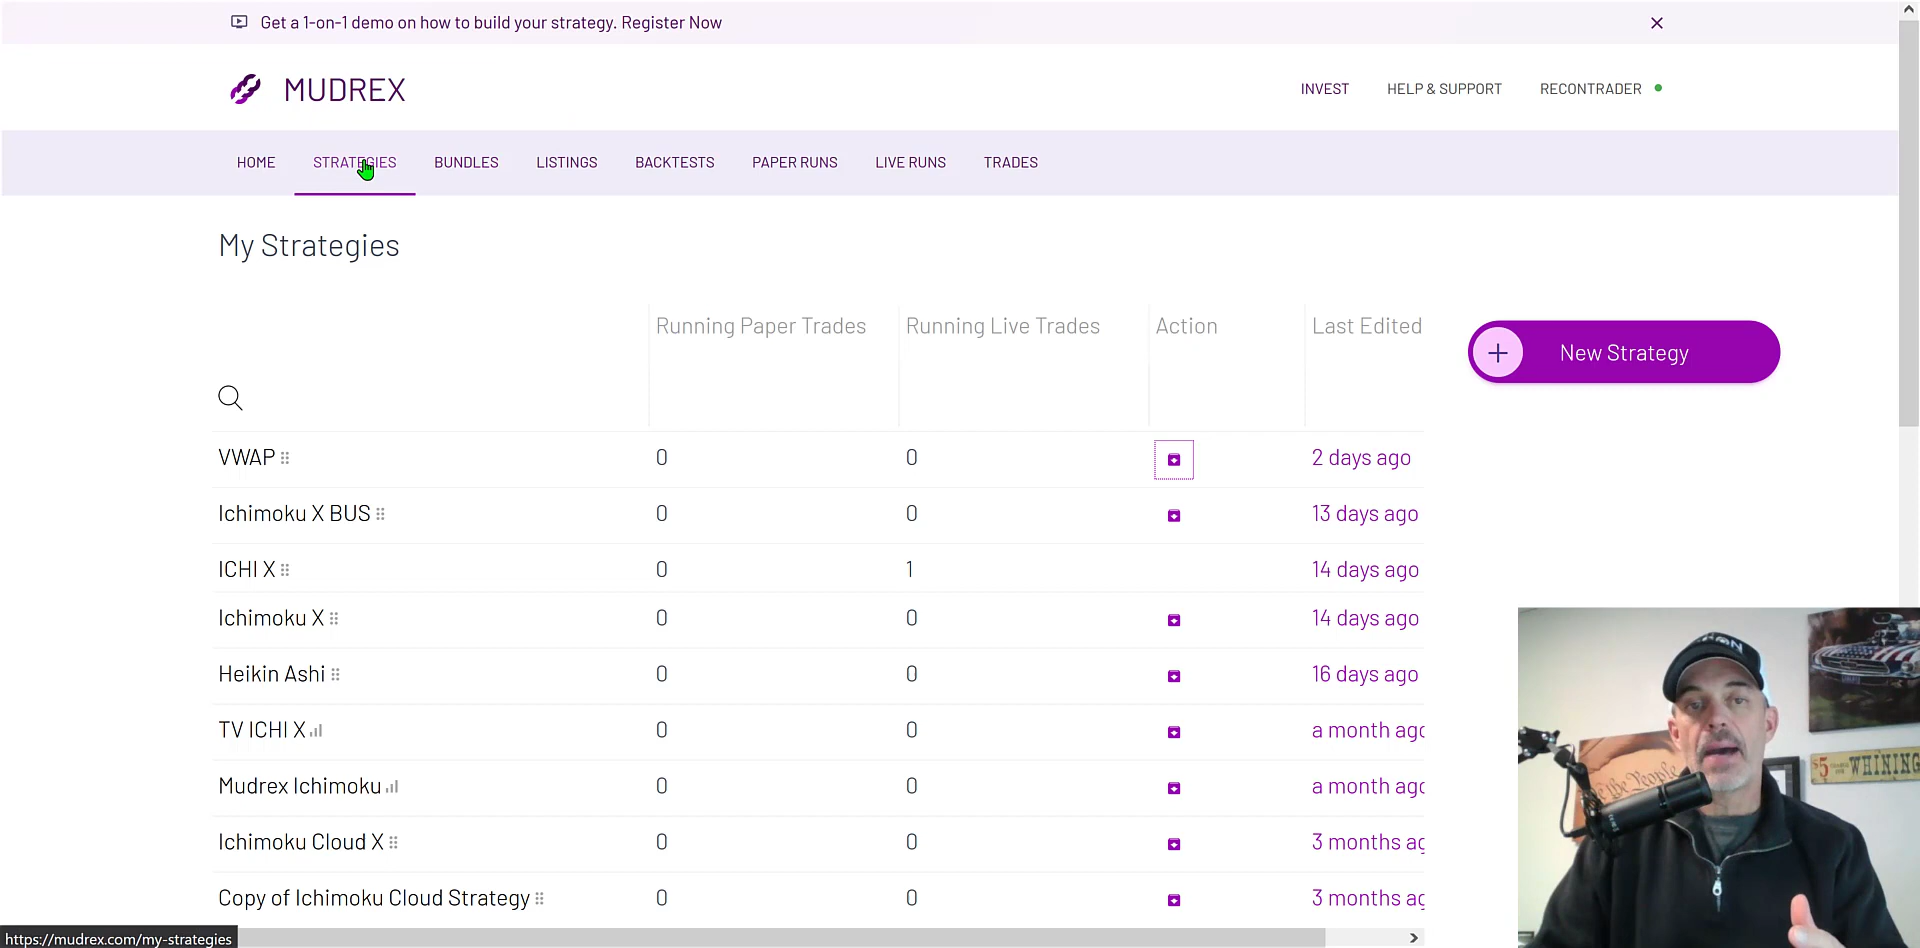 Get a 1-on-1 demo on how to build your strategy. Register Now
MUDREX
INVEST HELP & SUPPORT RECONTRADER
HOME STRATEGIES BUNDLES LISTINGS BACKTESTS PAPER RUNS LIVE RUNS TRADES
My Strategies
Running Paper Trades Running Live Trades Action Last Edited
New Strategy
VWAP 0 0 2 days ago
Ichimoku X BUS 0 0 13 days ago
ICHI X 0 1 14 days ago
Ichimoku X 0 0 14 days ago
Heikin Ashi 0 0 16 days ago
TV ICHI X 0 0 a month ago
Mudrex Ichimoku 0 0 a month ago
Ichimoku Cloud X 0 0 3 months ag
Copy of Ichimoku Cloud Strategy 0 0 3 months ag
https://mudrex.com/my-strategies
the People
$5 WHINING